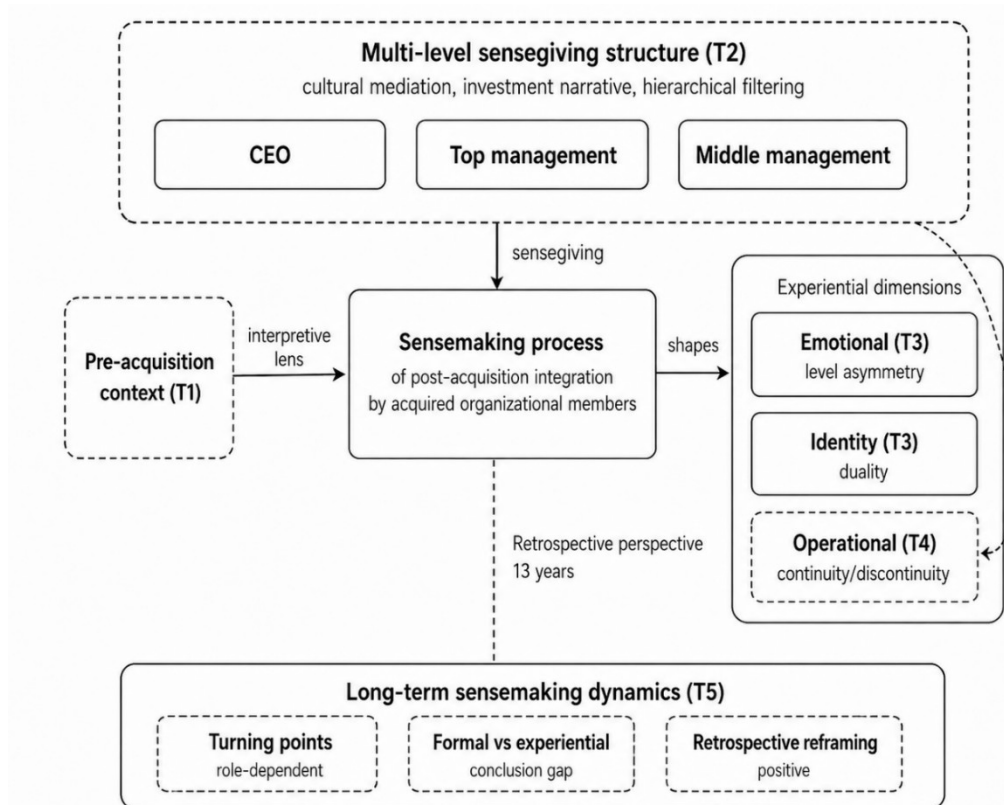 Multi-level sensegiving structure (T2)
cultural mediation, investment narrative, hierarchical filtering
CEO
Top management
Middle management
sensegiving
Pre-acquisition
context (T1)
interpretive
lens
Sensemaking process
of post-acquisition integration
by acquired organizational members
shapes
Experiential dimensions
Emotional (T3)
level asymmetry
Identity (T3)
duality
Operational (T4)
continuity/discontinuity
Retrospective perspective
13 years
Long-term sensemaking dynamics (T5)
Turning points
role-dependent
Formal vs experiential
conclusion gap
Retrospective reframing
positive